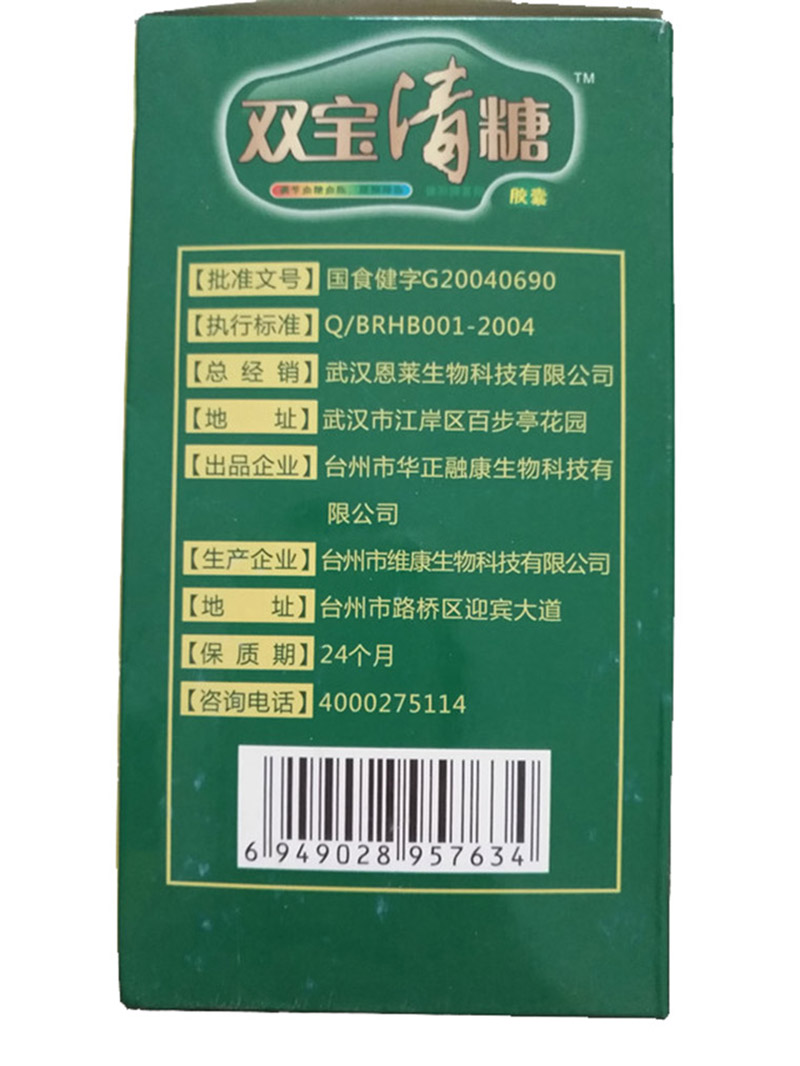 双宝清糖
TM
胶囊
【批准文号】国食健字G20040690
【执行标准】Q/BRHB001-2004
【总 经 销】武汉恩莱生物科技有限公司
【地 址】武汉市江岸区百步亭花园
【出品企业】台州市华正融康生物科技有
限公司
【生产企业】台州市维康生物科技有限公司
【地 址】台州市路桥区迎宾大道
【保 质 期】24个月
【咨询电话】4000275114
6 949028 957634